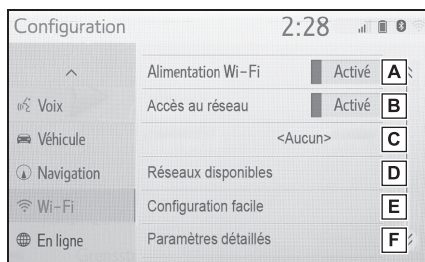 Configuration 2:28
Alimentation Wi-Fi Activé A
Voix Accès au réseau Activé B
Véhicule <Aucun> C
Navigation Réseaux disponibles D
Wi-Fi Configuration facile E
En ligne Paramètres détaillés F